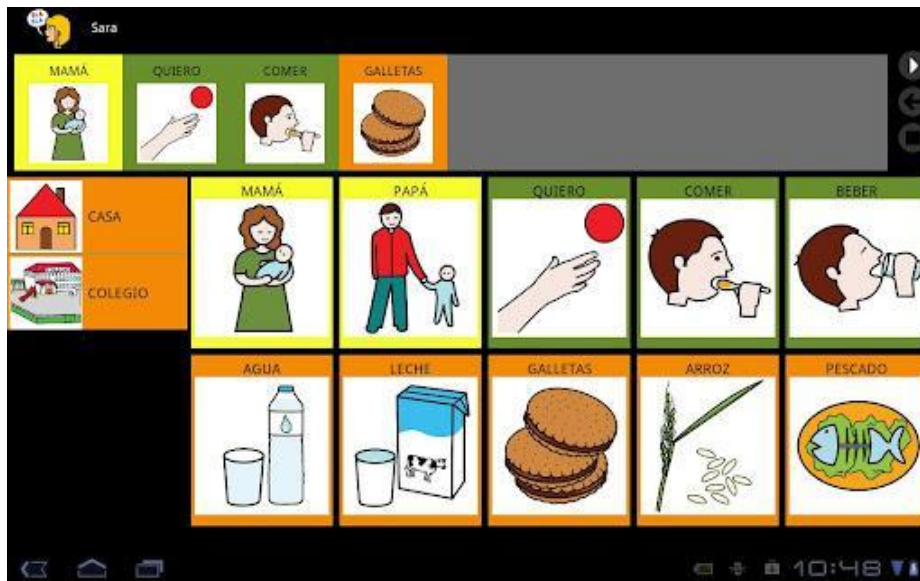 Sara
MAMÁ QUIERO COMER GALLETAS
CASA
COLEGIO
MAMÁ PAPÁ QUIERO COMER BEBER
AGUA LECHE GALLETAS ARROZ PESCADO
10:48